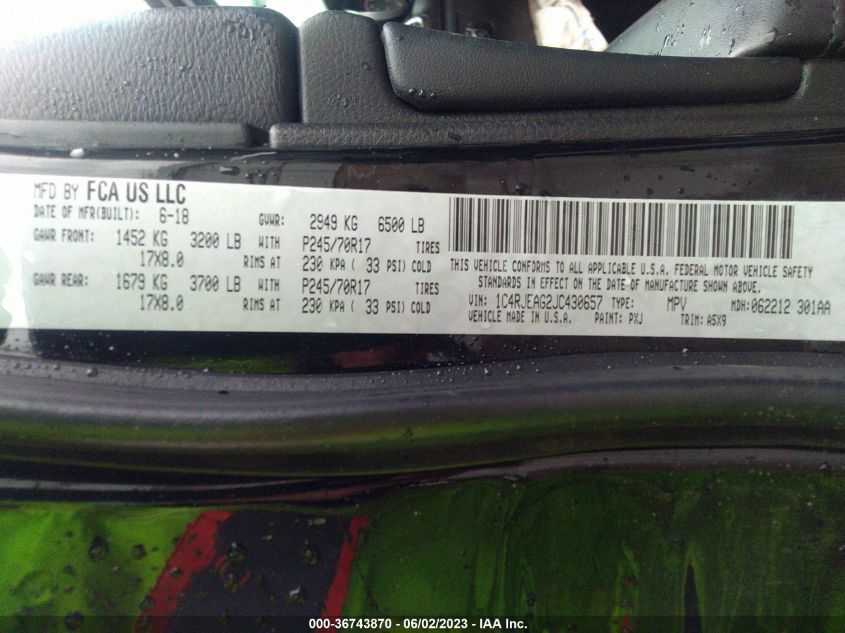 MFD BY FCA US LLC
DATE OF MFR(BUILT): 6-18 GVWR: 2949 KG 6500 LB
GAWR FRONT: 1452 KG 3200 LB WITH P245/70R17 TIRES
17X8.0 RIMS AT 230 KPA ( 33 PSI) COLD
GAWR REAR: 1679 KG 3700 LB WITH P245/70R17 TIRES
17X8.0 RIMS AT 230 KPA ( 33 PSI) COLD
THIS VEHICLE CONFORMS TO ALL APPLICABLE U.S.A. FEDERAL MOTOR VEHICLE SAFETY
STANDARDS IN EFFECT ON THE DATE OF MANUFACTURE SHOWN ABOVE.
VIN: 1C4RJEAG2JC430657 TYPE: MPV MDH: 062212 301AA
VEHICLE MADE IN U.S.A. PAINT: PXJ TRIM: A5X9
000-36743870 - 06/02/2023 - IAA Inc.